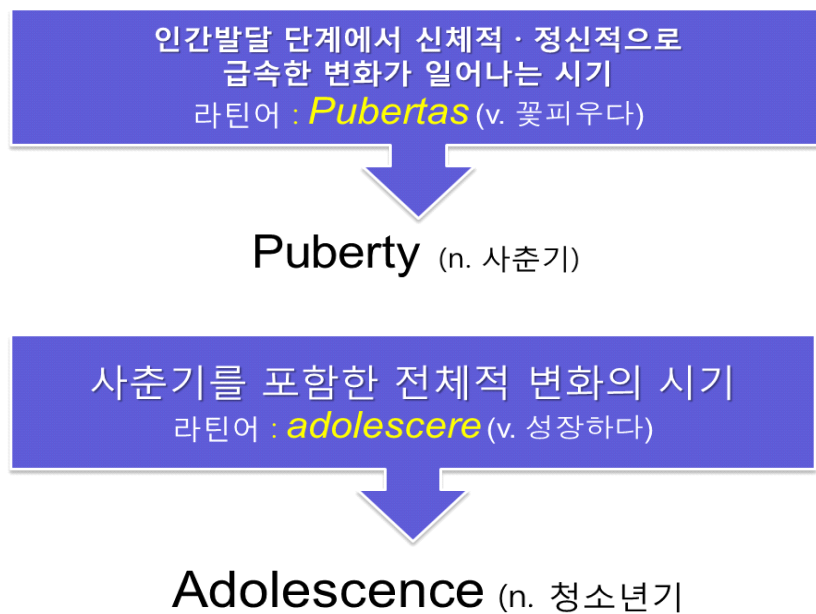 인간발달 단계에서 신체적 · 정신적으로
급속한 변화가 일어나는 시기
라틴어 : Pubertas (v. 꽃피우다)
Puberty (n. 사춘기)
사춘기를 포함한 전체적 변화의 시기
라틴어 : adolescere (v. 성장하다)
Adolescence (n. 청소년기